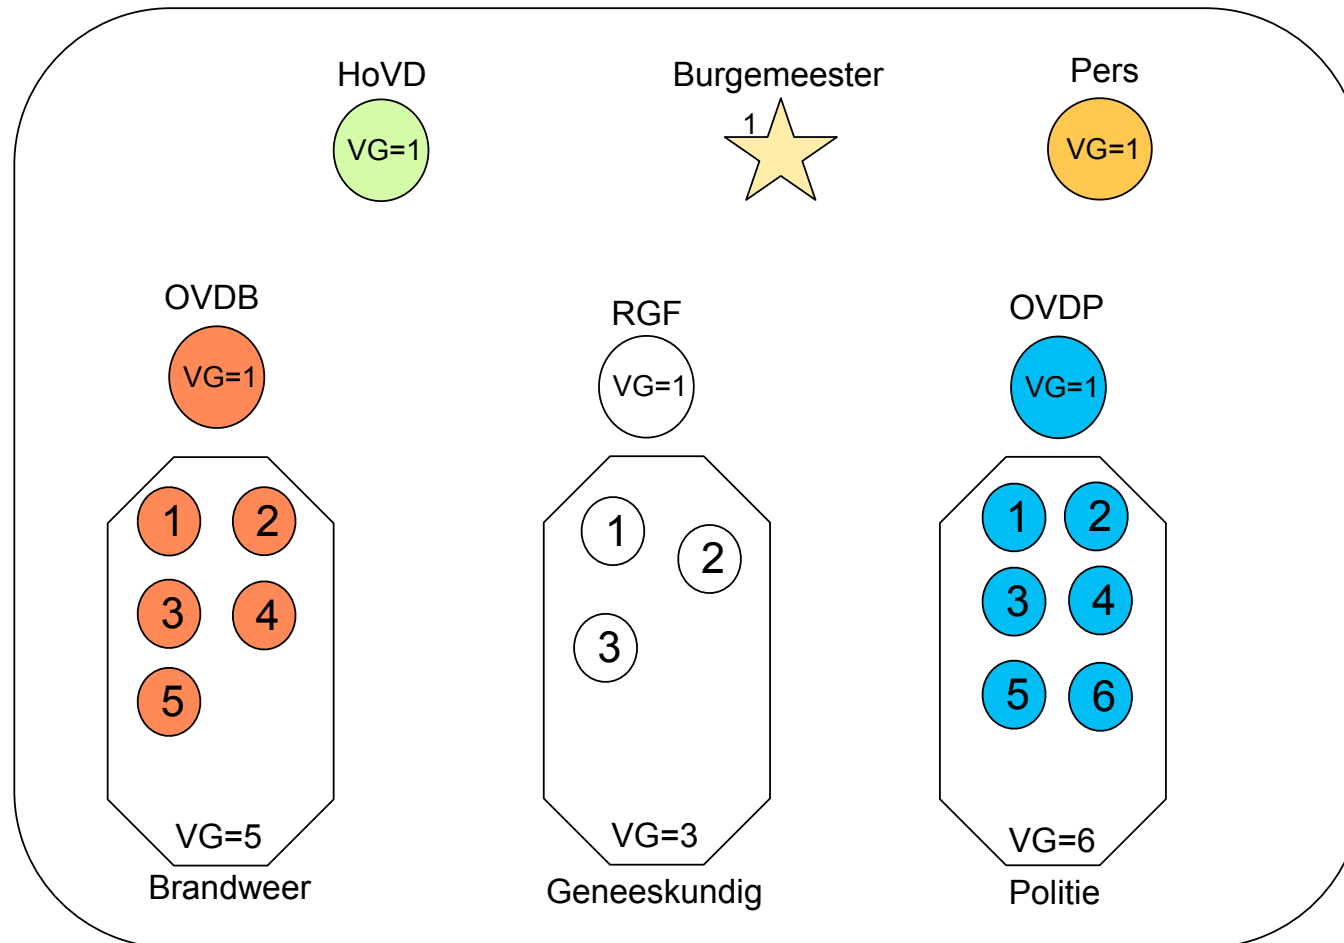 HoVD
Burgemeester
Pers
VG=1
1
VG=1
OVDB
RGF
OVDP
VG=1
VG=1
VG=1
1 2
3 4
5
VG=5
Brandweer
1
2
3
VG=3
Geneeskundig
1 2
3 4
5 6
VG=6
Politie